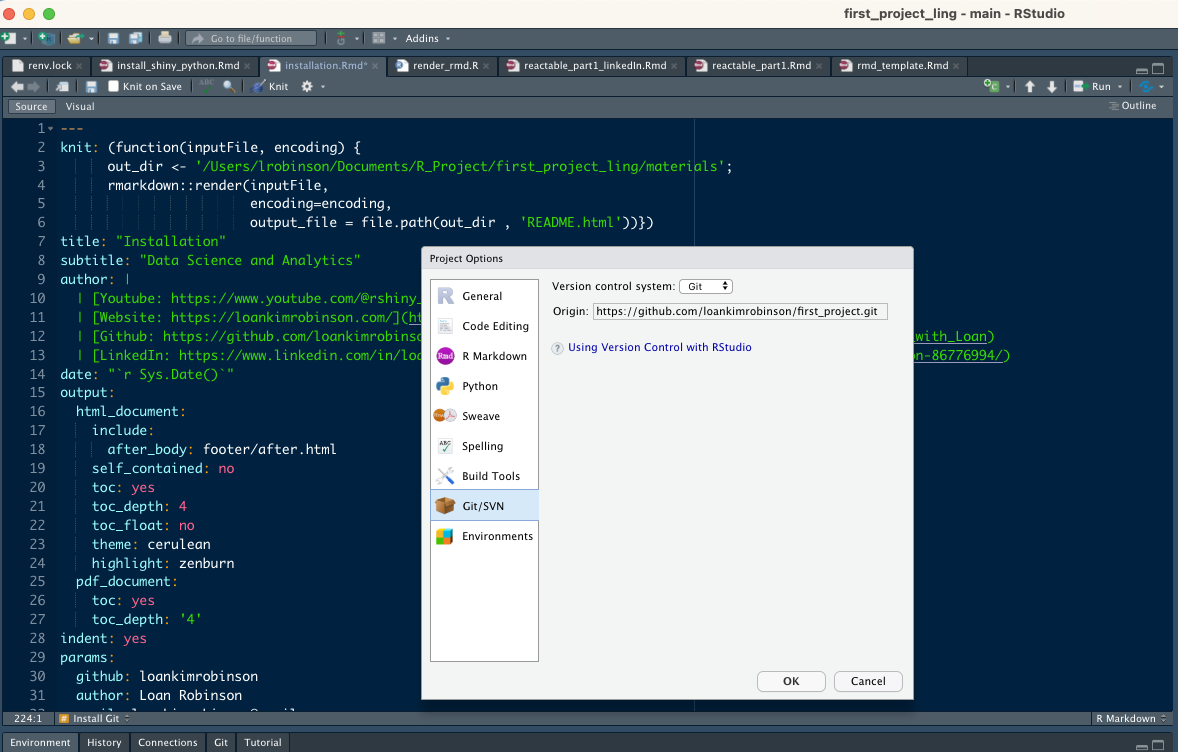 first_project_ling - main - RStudio
Go to file/function Addins
renv.lock install_shiny_python.Rmd installation.Rmd* render_rmd.R reactable_part1_linkedIn.Rmd reactable_part1.Rmd rmd_template.Rmd
Knit on Save ABC Knit Run
Source Visual Outline
1 ---
2 knit: (function(inputFile, encoding) {
3 out_dir <- '/Users/lrobinson/Documents/R_Project/first_project_ling/materials';
4 rmarkdown::render(inputFile,
5 encoding=encoding,
6 output_file = file.path(out_dir , 'README.html'))})
7 title: "Installation"
8 subtitle: "Data Science and Analytics"
9 author: |
10 | [Youtube: https://www.youtube.com/@rshiny_
11 | [Website: https://loankimrobinson.com/](ht
12 | [Github: https://github.com/loankimrobinso with_Loan)
13 | [LinkedIn: https://www.linkedin.com/in/loa on-86776994/)
14 date: "`r Sys.Date()`"
15 output:
16 html_document:
17 include:
18 after_body: footer/after.html
19 self_contained: no
20 toc: yes
21 toc_depth: 4
22 toc_float: no
23 theme: cerulean
24 highlight: zenburn
25 pdf_document:
26 toc: yes
27 toc_depth: '4'
28 indent: yes
29 params:
30 github: loankimrobinson
31 author: Loan Robinson
Project Options
General
Code Editing
R Markdown
Python
Sweave
Spelling
Build Tools
Git/SVN
Environments
Version control system: Git
Origin: https://github.com/loankimrobinson/first_project.git
? Using Version Control with RStudio
OK Cancel
224:1 # Install Git R Markdown
Environment History Connections Git Tutorial